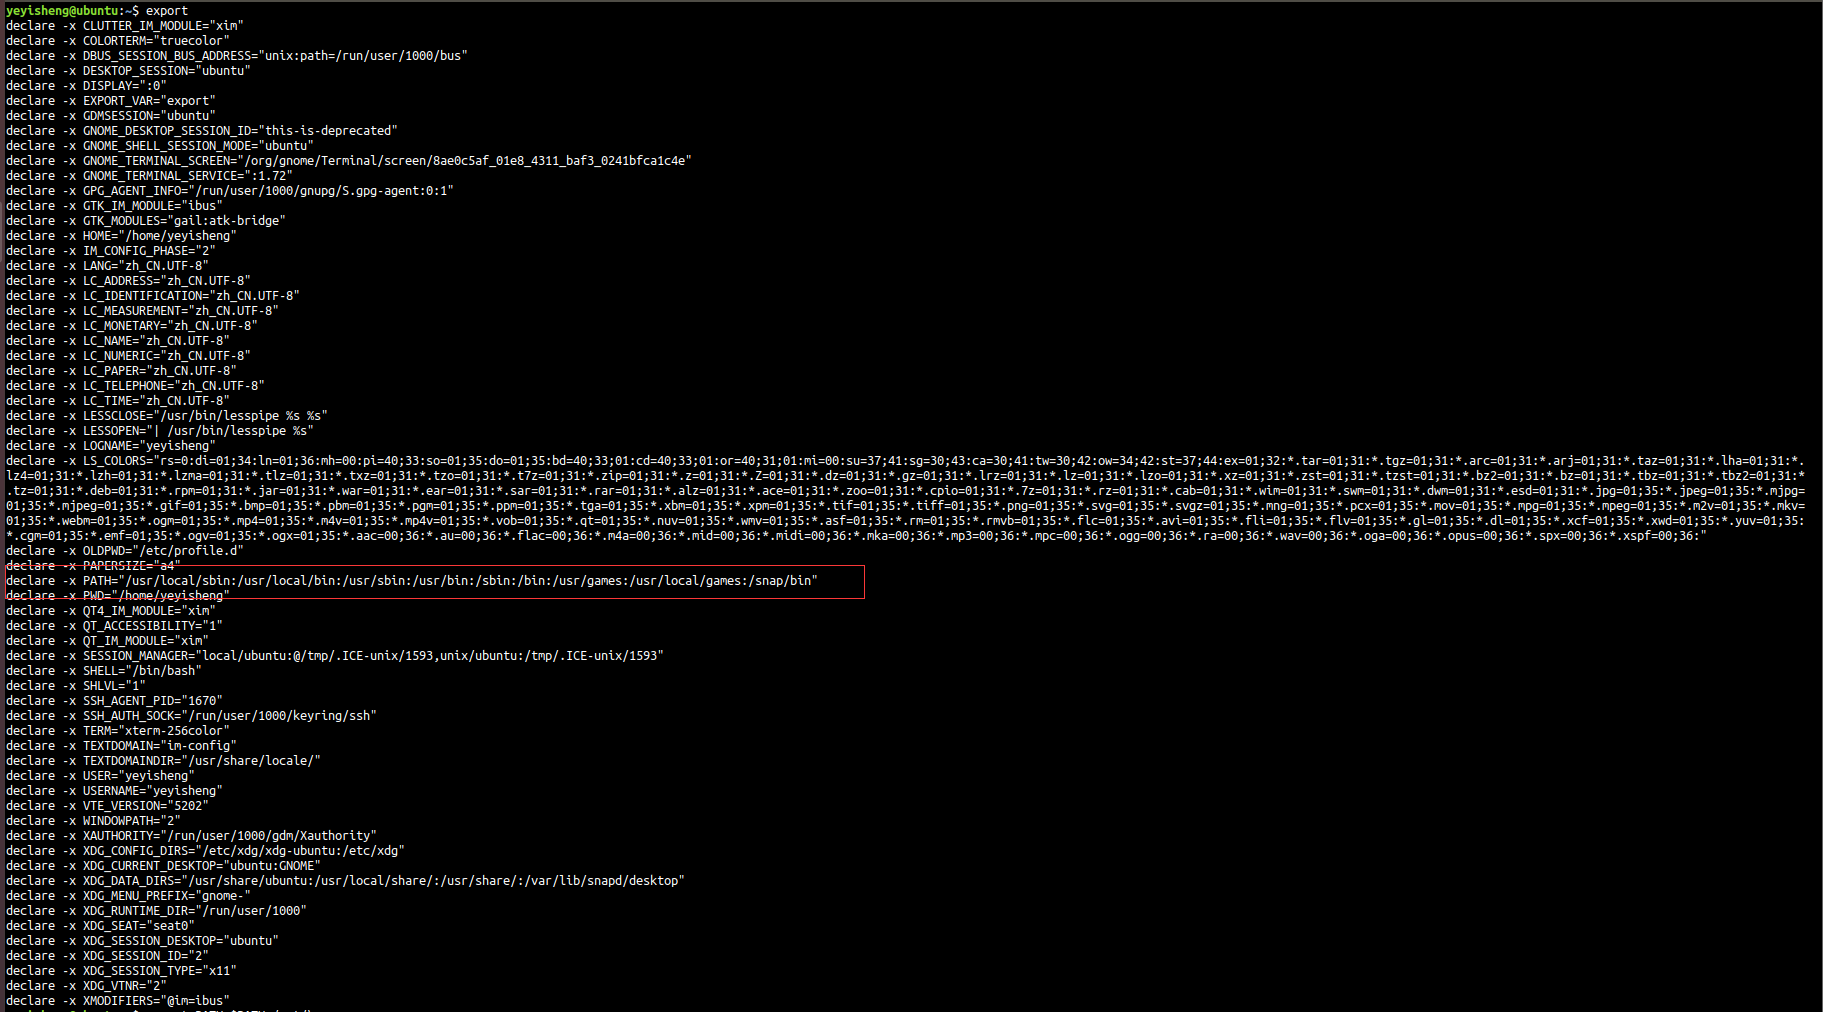 yeyisheng@ubuntu:~$ export
declare -x CLUTTER_IM_MODULE="xim"
declare -x COLORTERM="truecolor"
declare -x DBUS_SESSION_BUS_ADDRESS="unix:path=/run/user/1000/bus"
declare -x DESKTOP_SESSION="ubuntu"
declare -x DISPLAY=":0"
declare -x EXPORT_VAR="export"
declare -x GDMSESSION="ubuntu"
declare -x GNOME_DESKTOP_SESSION_ID="this-is-deprecated"
declare -x GNOME_SHELL_SESSION_MODE="ubuntu"
declare -x GNOME_TERMINAL_SCREEN="/org/gnome/Terminal/screen/8ae0c5af_01e8_4311_baf3_0241bfca1c4e"
declare -x GNOME_TERMINAL_SERVICE=":1.72"
declare -x GPG_AGENT_INFO="/run/user/1000/gnupg/S.gpg-agent:0:1"
declare -x GTK_IM_MODULE="ibus"
declare -x GTK_MODULES="gail:atk-bridge"
declare -x HOME="/home/yeyisheng"
declare -x IM_CONFIG_PHASE="2"
declare -x LANG="zh_CN.UTF-8"
declare -x LC_ADDRESS="zh_CN.UTF-8"
declare -x LC_IDENTIFICATION="zh_CN.UTF-8"
declare -x LC_MEASUREMENT="zh_CN.UTF-8"
declare -x LC_MONETARY="zh_CN.UTF-8"
declare -x LC_NAME="zh_CN.UTF-8"
declare -x LC_NUMERIC="zh_CN.UTF-8"
declare -x LC_PAPER="zh_CN.UTF-8"
declare -x LC_TELEPHONE="zh_CN.UTF-8"
declare -x LC_TIME="zh_CN.UTF-8"
declare -x LESSCLOSE="/usr/bin/lesspipe %s %s"
declare -x LESSOPEN="| /usr/bin/lesspipe %s"
declare -x LOGNAME="yeyisheng"
declare -x LS_COLORS="rs=0:di=01;34:ln=01;36:mh=00:pi=40;33:so=01;35:do=01;35:bd=40;33;01:cd=40;33;01:or=40;31;01:mi=00:su=37;41:sg=30;43:ca=30;41:tw=30;42:ow=34;42:st=37;44:ex=01;32:*.tar=01;31:*.tgz=01;31:*.arc=01;31:*.arj=01;31:*.taz=01;31:*.lha=01;31:*.
lz4=01;31:*.lzh=01;31:*.lzma=01;31:*.tlz=01;31:*.txz=01;31:*.tzo=01;31:*.t7z=01;31:*.zip=01;31:*.z=01;31:*.Z=01;31:*.dz=01;31:*.gz=01;31:*.lrz=01;31:*.lz=01;31:*.lzo=01;31:*.xz=01;31:*.zst=01;31:*.tzst=01;31:*.bz2=01;31:*.bz=01;31:*.tbz=01;31:*.tbz2=01;31:*
.tz=01;31:*.deb=01;31:*.rpm=01;31:*.jar=01;31:*.war=01;31:*.ear=01;31:*.sar=01;31:*.rar=01;31:*.alz=01;31:*.ace=01;31:*.zoo=01;31:*.cpio=01;31:*.7z=01;31:*.rz=01;31:*.cab=01;31:*.wim=01;31:*.swm=01;31:*.dwm=01;31:*.esd=01;31:*.jpg=01;35:*.jpeg=01;35:*.mjpg=
01;35:*.mjpeg=01;35:*.gif=01;35:*.bmp=01;35:*.pbm=01;35:*.pgm=01;35:*.ppm=01;35:*.tga=01;35:*.xbm=01;35:*.xpm=01;35:*.tif=01;35:*.tiff=01;35:*.png=01;35:*.svg=01;35:*.svgz=01;35:*.mng=01;35:*.pcx=01;35:*.mov=01;35:*.mpg=01;35:*.mpeg=01;35:*.m2v=01;35:*.mkv=
01;35:*.webm=01;35:*.ogm=01;35:*.mp4=01;35:*.m4v=01;35:*.mp4v=01;35:*.vob=01;35:*.qt=01;35:*.nuv=01;35:*.wmv=01;35:*.asf=01;35:*.rm=01;35:*.rmvb=01;35:*.flc=01;35:*.avi=01;35:*.fli=01;35:*.flv=01;35:*.gl=01;35:*.dl=01;35:*.xcf=01;35:*.xwd=01;35:*.yuv=01;35:
*.cgm=01;35:*.emf=01;35:*.ogv=01;35:*.ogx=01;35:*.aac=00;36:*.au=00;36:*.flac=00;36:*.m4a=00;36:*.mid=00;36:*.midi=00;36:*.mka=00;36:*.mp3=00;36:*.mpc=00;36:*.ogg=00;36:*.ra=00;36:*.wav=00;36:*.oga=00;36:*.opus=00;36:*.spx=00;36:*.xspf=00;36:"
declare -x OLDPWD="/etc/profile.d"
declare -x PAPERSIZE="a4"
declare -x PATH="/usr/local/sbin:/usr/local/bin:/usr/sbin:/usr/bin:/sbin:/bin:/usr/games:/usr/local/games:/snap/bin"
declare -x PWD="/home/yeyisheng"
declare -x QT4_IM_MODULE="xim"
declare -x QT_ACCESSIBILITY="1"
declare -x QT_IM_MODULE="xim"
declare -x SESSION_MANAGER="local/ubuntu:@/tmp/.ICE-unix/1593,unix/ubuntu:/tmp/.ICE-unix/1593"
declare -x SHELL="/bin/bash"
declare -x SHLVL="1"
declare -x SSH_AGENT_PID="1670"
declare -x SSH_AUTH_SOCK="/run/user/1000/keyring/ssh"
declare -x TERM="xterm-256color"
declare -x TEXTDOMAIN="im-config"
declare -x TEXTDOMAINDIR="/usr/share/locale/"
declare -x USER="yeyisheng"
declare -x USERNAME="yeyisheng"
declare -x VTE_VERSION="5202"
declare -x WINDOWPATH="2"
declare -x XAUTHORITY="/run/user/1000/gdm/Xauthority"
declare -x XDG_CONFIG_DIRS="/etc/xdg/xdg-ubuntu:/etc/xdg"
declare -x XDG_CURRENT_DESKTOP="ubuntu:GNOME"
declare -x XDG_DATA_DIRS="/usr/share/ubuntu:/usr/local/share/:/usr/share/:/var/lib/snapd/desktop"
declare -x XDG_MENU_PREFIX="gnome-"
declare -x XDG_RUNTIME_DIR="/run/user/1000"
declare -x XDG_SEAT="seat0"
declare -x XDG_SESSION_DESKTOP="ubuntu"
declare -x XDG_SESSION_ID="2"
declare -x XDG_SESSION_TYPE="x11"
declare -x XDG_VTNR="2"
declare -x XMODIFIERS="@im=ibus"